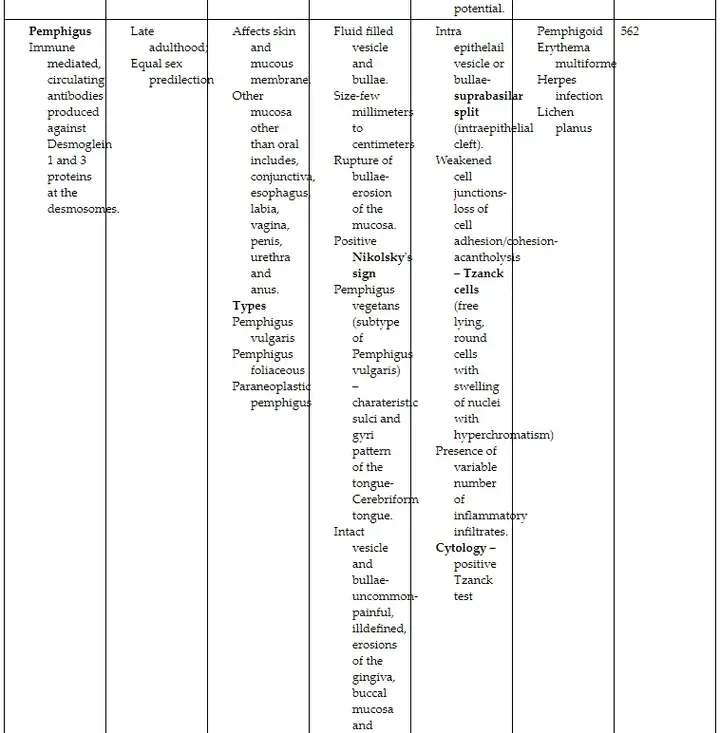 potential.
Pemphigus
Immune
mediated,
circulating
antibodies
produced
against
Desmoglein
1 and 3
proteins
at the
desmosomes.
Late
adulthood;
Equal sex
predilection
Affects skin
and
mucous
membrane.
Other
mucosa
other
than oral
includes,
conjunctiva,
esophagus,
labia,
vagina,
penis,
urethra
and
anus.
Types
Pemphigus
vulgaris
Pemphigus
foliaceous
Paraneoplastic
pemphigus
Fluid filled
vesicle
and
bullae.
Size-few
millimeters
to
centimeters
Rupture of
bullae-
erosion
of the
mucosa.
Positive
Nikolsky's
sign
Pemphigus
vegetans
(subtype
of
Pemphigus
vulgaris)
–
charateristic
sulci and
gyri
pattern
of the
tongue-
Cerebriform
tongue.
Intact
vesicle
and
bullae-
uncommon-
painful,
illdefined,
erosions
of the
gingiva,
buccal
mucosa
and
Intra
epithelail
vesicle or
bullae-
suprabasilar
split
(intraepithelial
cleft).
Weakened
cell
junctions-
loss of
cell
adhesion/cohesion-
acantholysis
– Tzanck
cells
(free
lying,
round
cells
with
swelling
of nuclei
with
hyperchromatism)
Presence of
variable
number
of
inflammatory
infiltrates.
Cytology –
positive
Tzanck
test
Pemphigoid
Erythema
multiforme
Herpes
infection
Lichen
planus
562